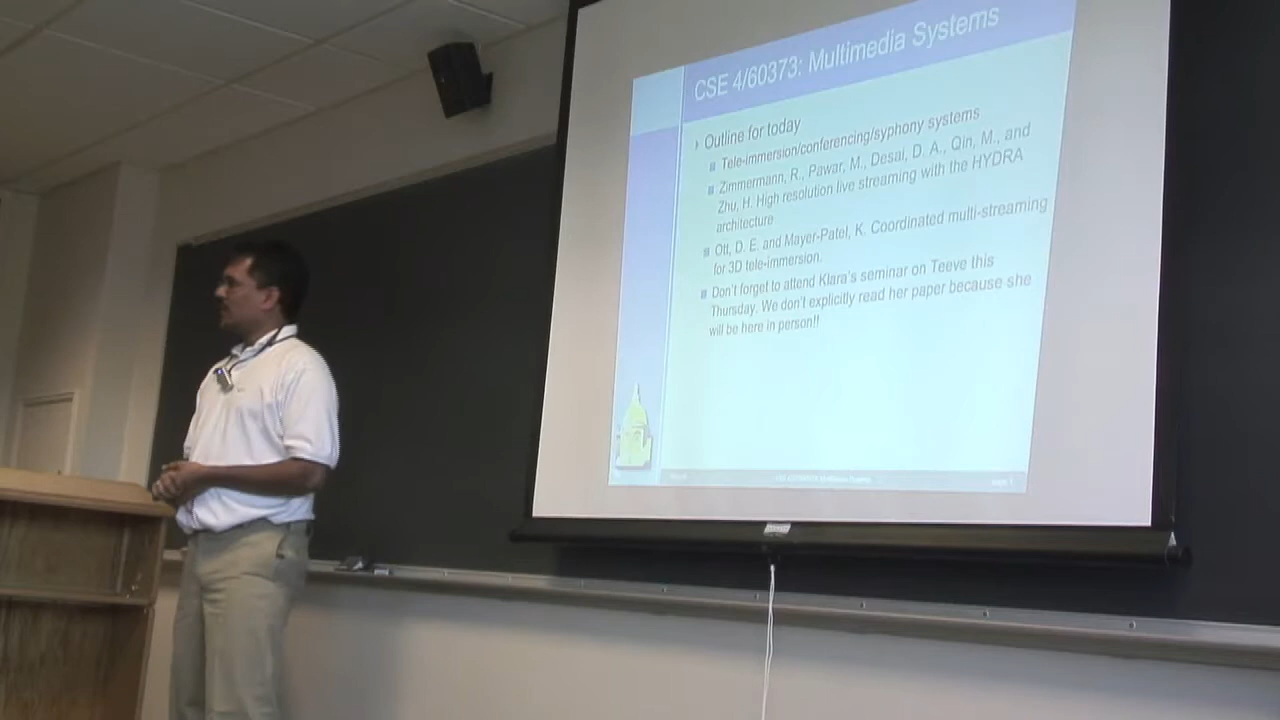 CSE 4/60373: Multimedia Systems
Outline for today
Tele-immersion/conferencing/syphony systems
Zimmermann, R., Pawar, M., Desai, D. A., Qin, M., and
Zhu, H. High resolution live streaming with the HYDRA
architecture
Ott, D. E. and Mayer-Patel, K. Coordinated multi-streaming
for 3D tele-immersion.
Don't forget to attend Klara's seminar on Teeve this
Thursday. We don't explicitly read her paper because she
will be here in person!!